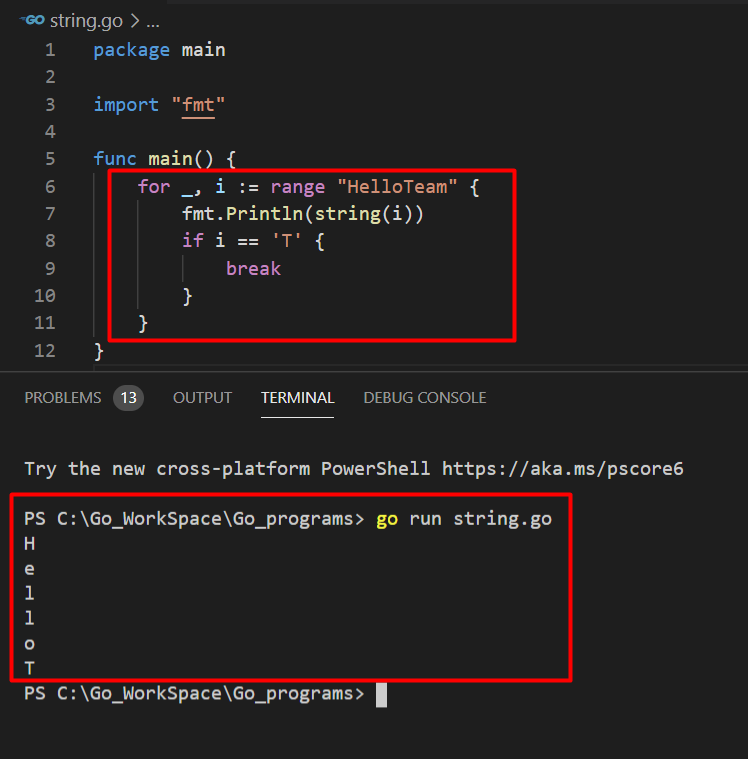 GO string.go > ...
1 package main
2
3 import "fmt"
4
5 func main() {
6     for _, i := range "HelloTeam" {
7         fmt.Println(string(i))
8         if i == 'T' {
9             break
10         }
11     }
12 }
PROBLEMS 13 OUTPUT TERMINAL DEBUG CONSOLE
Try the new cross-platform PowerShell https://aka.ms/pscore6
PS C:\Go_WorkSpace\Go_programs> go run string.go
H
e
l
l
o
T
PS C:\Go_WorkSpace\Go_programs>